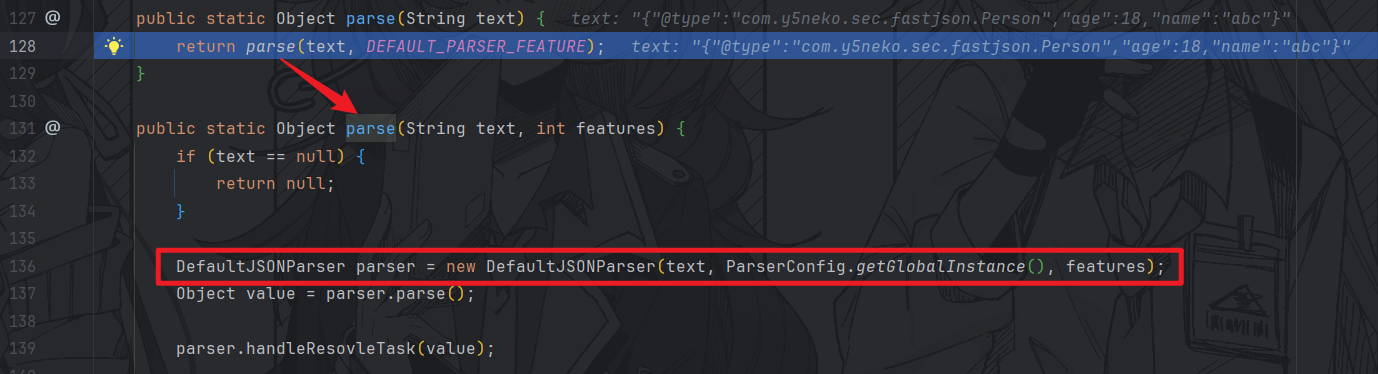 127 @ public static Object parse(String text) { text: "{"@type":"com.y5neko.sec.fastjson.Person","age":18,"name":"abc"}"
128 return parse(text, DEFAULT_PARSER_FEATURE); text: "{"@type":"com.y5neko.sec.fastjson.Person","age":18,"name":"abc"}"
129 }
130
131 @ public static Object parse(String text, int features) {
132 if (text == null) {
133 return null;
134 }
135
136 DefaultJSONParser parser = new DefaultJSONParser(text, ParserConfig.getGlobalInstance(), features);
137 Object value = parser.parse();
138
139 parser.handleResovleTask(value);